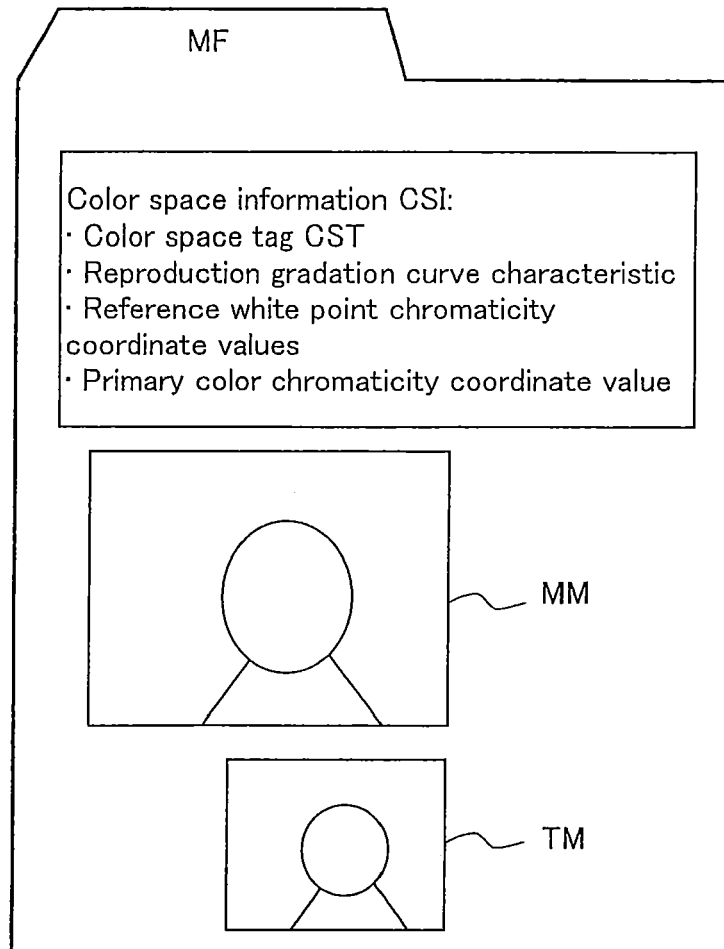 MF
Color space information CSI:
· Color space tag CST
· Reproduction gradation curve characteristic
· Reference white point chromaticity
coordinate values
· Primary color chromaticity coordinate value
MM
TM